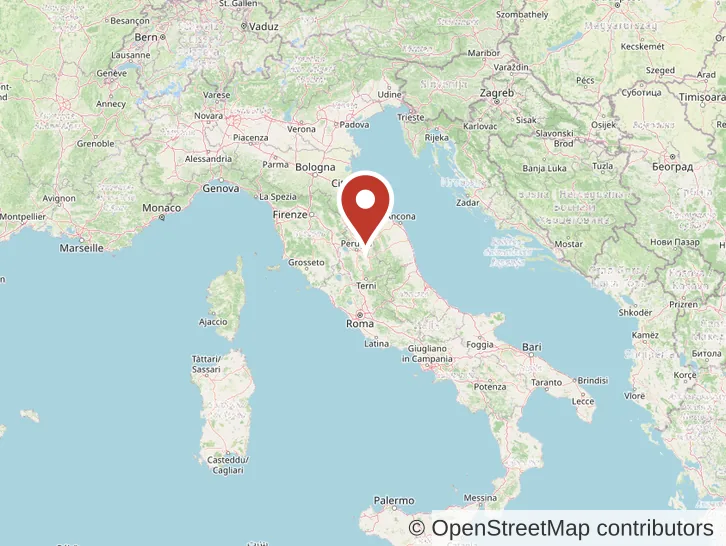 St.Gallen
Szombathely
Besançon
Bern
Vaduz
Kecskemét
Lausanne
Maribor
Szeged
Genève
Varaždin
Arad
Annecy
Pécs
Udine
Varese
Zagreb
Суботица
Timișoara
Novara
Verona
Padova
Trieste
Sisak
Osijek
Rijeka
Karlovac
Piacenza
Slavonski
Brod
Grenoble
Alessandria
Parma
Bologna
Banja Luka
Tuzla
Београд
Genova
Avignon
La Spezia
Zadar
Montpellier
Monaco
Firenze
Ancona
Marseille
Mostar
Нови Пазар
Grosseto
Terni
Prizren
Shkodër
Ajaccio
Roma
Kamëz
Latina
Foggia
Bari
Битола
Giugliano
in Campania
Tàtari/
Sassari
Korçë
Potenza
Taranto
Brindisi
Lecce
Vlorë
Casteddu/
Cagliari
Messina
Palermo
© OpenStreetMap contributors